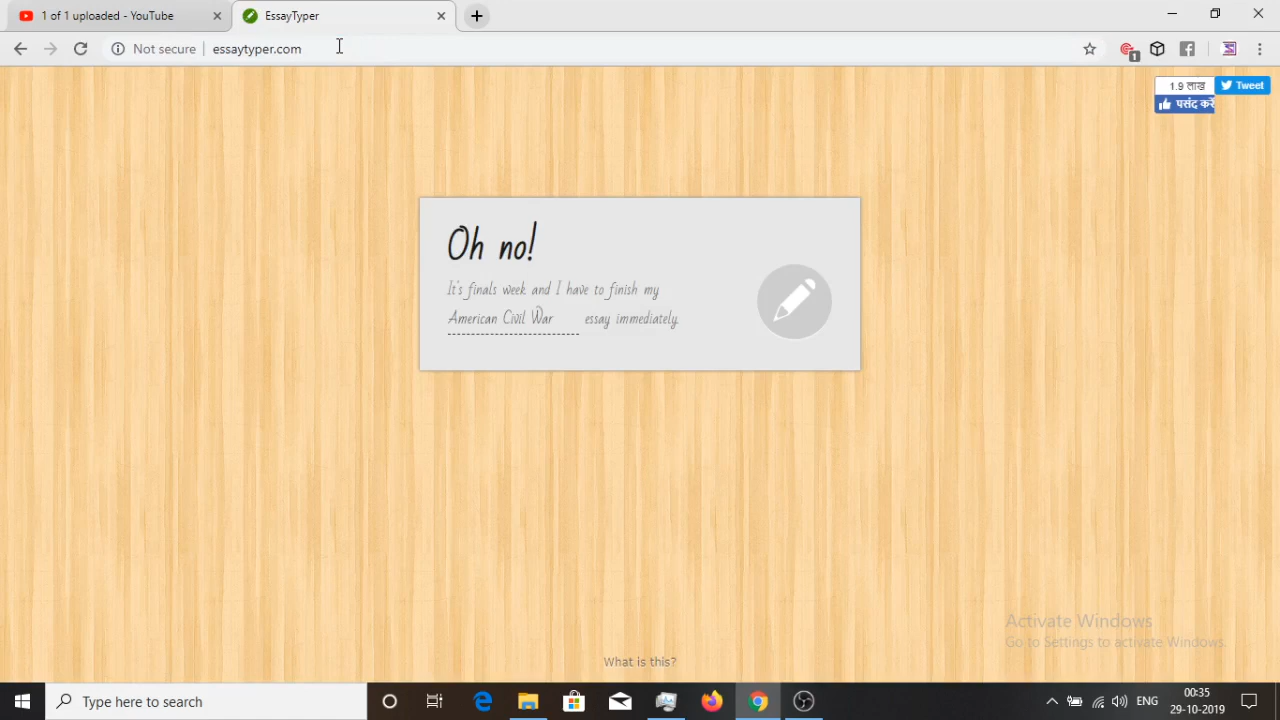 1 of 1 uploaded - YouTube
EssayTyper
Not secure
essaytyper.com
1
1.9 लाख
Tweet
पसंद करें
Oh no!
It's finals week and I have to finish my
American Civil War essay immediately.
Activate Windows
Go to Settings to activate Windows.
What is this?
Type here to search
ENG
00:35
29-10-2019